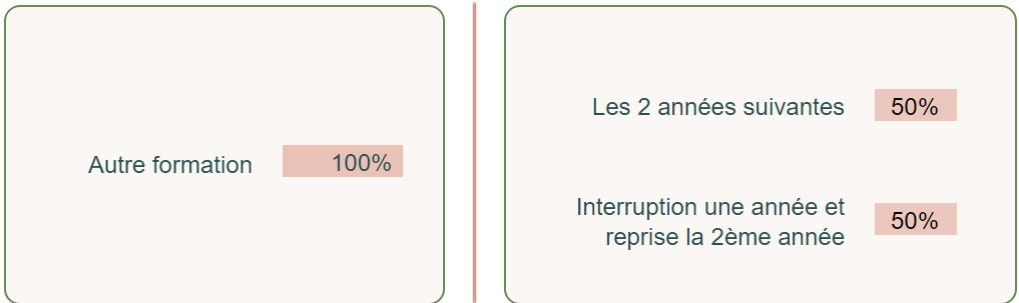 Autre formation 100%
Les 2 années suivantes 50%
Interruption une année et
reprise la 2ème année 50%